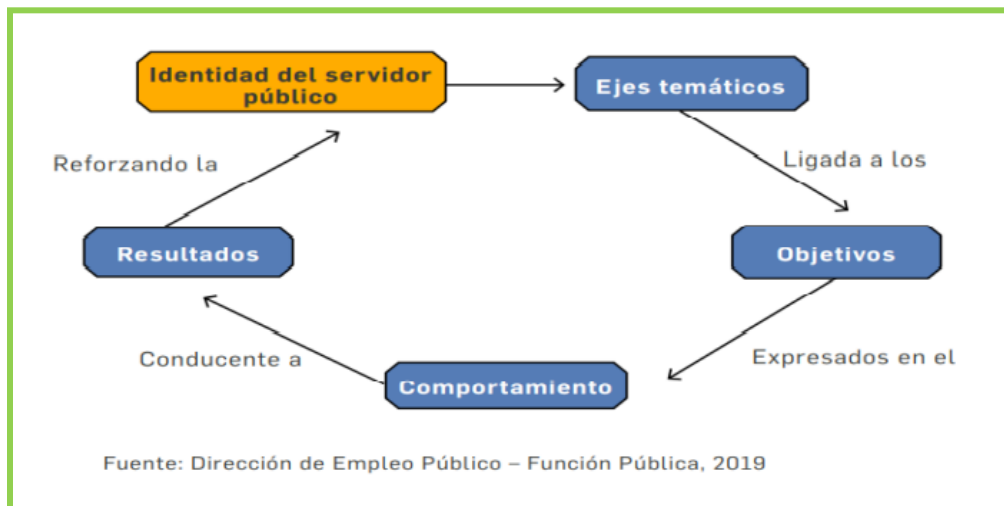 Identidad del servidor
público
Ejes temáticos
Reforzando la
Ligada a los
Resultados
Objetivos
Conducente a
Expresados en el
Comportamiento
Fuente: Dirección de Empleo Público – Función Pública, 2019